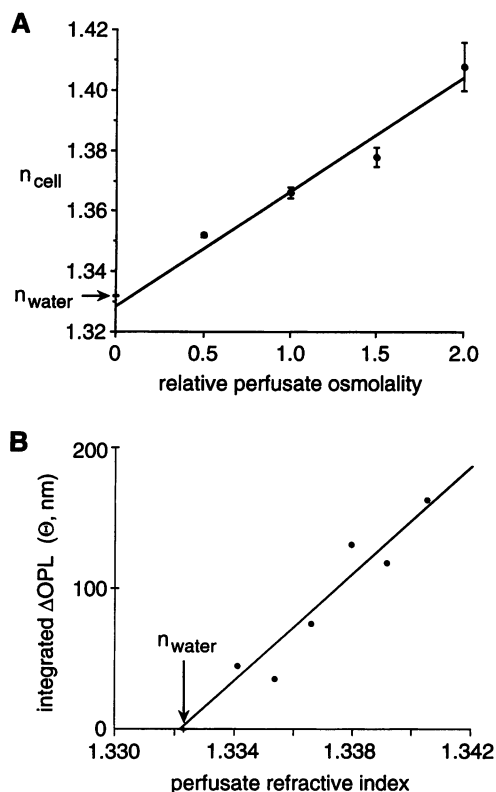 A
1.42
1.40
1.38
n cell
1.36
1.34
n water
1.32
0 0.5 1.0 1.5 2.0
relative perfusate osmolality
B
200
integrated ΔOPL (Θ, nm)
100
n water
0
1.330 1.334 1.338 1.342
perfusate refractive index